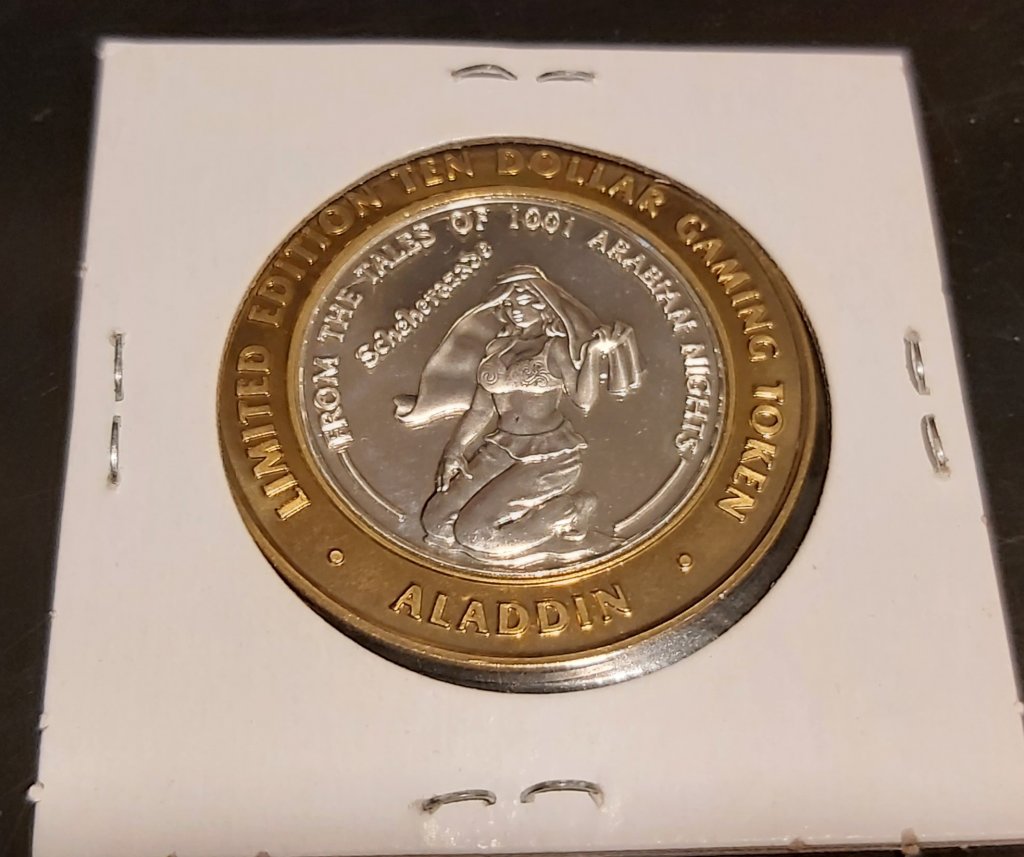 LIMITED EDITION TEN DOLLAR GAMING TOKEN
FROM THE TALES OF 1001 ARABIAN NIGHTS
Scheherazade
ALADDIN